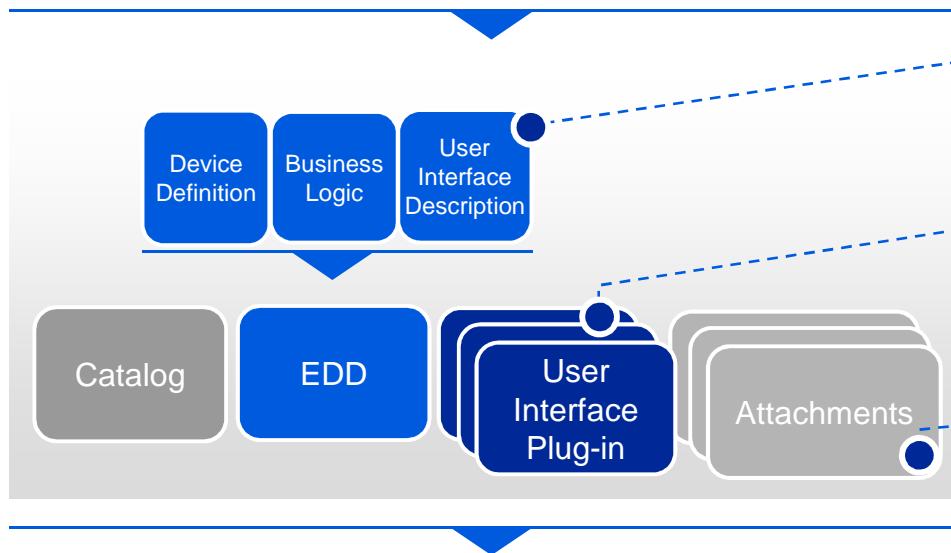 Device
Definition
Business
Logic
User
Interface
Description
Catalog
EDD
User
Interface
Plug-in
Attachments